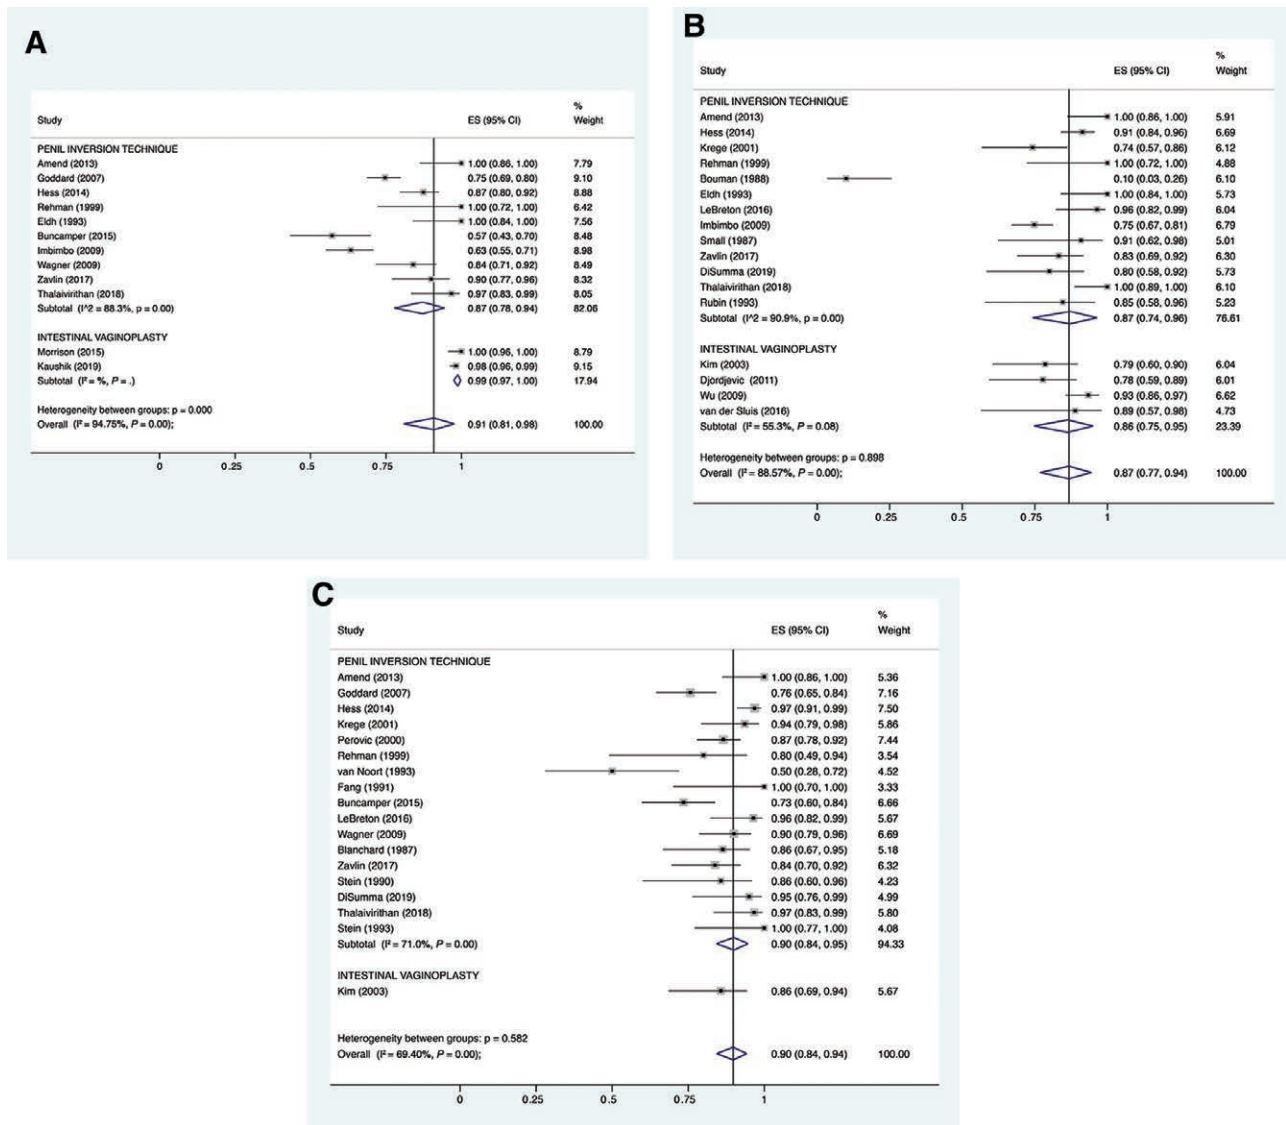 A
%
Study ES (95% CI) Weight
PENIL INVERSION TECHNIQUE
Amend (2013) 1.00 (0.86, 1.00) 7.79
Goddard (2007) 0.75 (0.69, 0.80) 9.10
Hess (2014) 0.87 (0.80, 0.92) 8.88
Rehman (1999) 1.00 (0.72, 1.00) 6.42
Eldh (1993) 1.00 (0.84, 1.00) 7.56
Buncamper (2015) 0.57 (0.43, 0.70) 8.48
Imbimbo (2009) 0.63 (0.55, 0.71) 8.98
Wagner (2009) 0.84 (0.71, 0.92) 8.49
Zavlin (2017) 0.90 (0.77, 0.96) 8.32
Thalaivirithan (2018) 0.97 (0.83, 0.99) 8.05
Subtotal (I^2 = 88.3%, p = 0.00) 0.87 (0.78, 0.94) 82.06
INTESTINAL VAGINOPLASTY
Morrison (2015) 1.00 (0.96, 1.00) 8.79
Kaushik (2019) 0.98 (0.96, 0.99) 9.15
Subtotal (I² = %, P = .) 0.99 (0.97, 1.00) 17.94
Heterogeneity between groups: p = 0.000
Overall (I² = 94.75%, P = 0.00); 0.91 (0.81, 0.98) 100.00
0 0.25 0.5 0.75 1
B
%
Study ES (95% CI) Weight
PENIL INVERSION TECHNIQUE
Amend (2013) 1.00 (0.86, 1.00) 5.91
Hess (2014) 0.91 (0.84, 0.96) 6.69
Krege (2001) 0.74 (0.57, 0.86) 6.12
Rehman (1999) 1.00 (0.72, 1.00) 4.88
Bouman (1988) 0.10 (0.03, 0.26) 6.10
Eldh (1993) 1.00 (0.84, 1.00) 5.73
LeBreton (2016) 0.96 (0.82, 0.99) 6.04
Imbimbo (2009) 0.75 (0.67, 0.81) 6.79
Small (1987) 0.91 (0.62, 0.98) 5.01
Zavlin (2017) 0.83 (0.69, 0.92) 6.30
DiSumma (2019) 0.80 (0.58, 0.92) 5.73
Thalaivirithan (2018) 1.00 (0.89, 1.00) 6.10
Rubin (1993) 0.85 (0.58, 0.96) 5.23
Subtotal (I^2 = 90.9%, p = 0.00) 0.87 (0.74, 0.96) 76.61
INTESTINAL VAGINOPLASTY
Kim (2003) 0.79 (0.60, 0.90) 6.04
Djordjevic (2011) 0.78 (0.59, 0.89) 6.01
Wu (2009) 0.93 (0.86, 0.97) 6.62
van der Sluis (2016) 0.89 (0.57, 0.98) 4.73
Subtotal (I² = 55.3%, P = 0.08) 0.86 (0.75, 0.95) 23.39
Heterogeneity between groups: p = 0.898
Overall (I² = 88.57%, P = 0.00); 0.87 (0.77, 0.94) 100.00
0 0.25 0.5 0.75 1
C
%
Study ES (95% CI) Weight
PENIL INVERSION TECHNIQUE
Amend (2013) 1.00 (0.86, 1.00) 5.36
Goddard (2007) 0.76 (0.65, 0.84) 7.16
Hess (2014) 0.97 (0.91, 0.99) 7.50
Krege (2001) 0.94 (0.79, 0.98) 5.86
Perovic (2000) 0.87 (0.78, 0.92) 7.44
Rehman (1999) 0.80 (0.49, 0.94) 3.54
van Noort (1993) 0.50 (0.28, 0.72) 4.52
Fang (1991) 1.00 (0.70, 1.00) 3.33
Buncamper (2015) 0.73 (0.60, 0.84) 6.66
LeBreton (2016) 0.96 (0.82, 0.99) 5.67
Wagner (2009) 0.90 (0.79, 0.96) 6.69
Blanchard (1987) 0.86 (0.67, 0.95) 5.18
Zavlin (2017) 0.84 (0.70, 0.92) 6.32
Stein (1990) 0.86 (0.60, 0.96) 4.23
DiSumma (2019) 0.95 (0.76, 0.99) 4.99
Thalaivirithan (2018) 0.97 (0.83, 0.99) 5.80
Stein (1993) 1.00 (0.77, 1.00) 4.08
Subtotal (I² = 71.0%, P = 0.00) 0.90 (0.84, 0.95) 94.33
INTESTINAL VAGINOPLASTY
Kim (2003) 0.86 (0.69, 0.94) 5.67
Heterogeneity between groups: p = 0.582
Overall (I² = 69.40%, P = 0.00); 0.90 (0.84, 0.94) 100.00
0 0.25 0.5 0.75 1